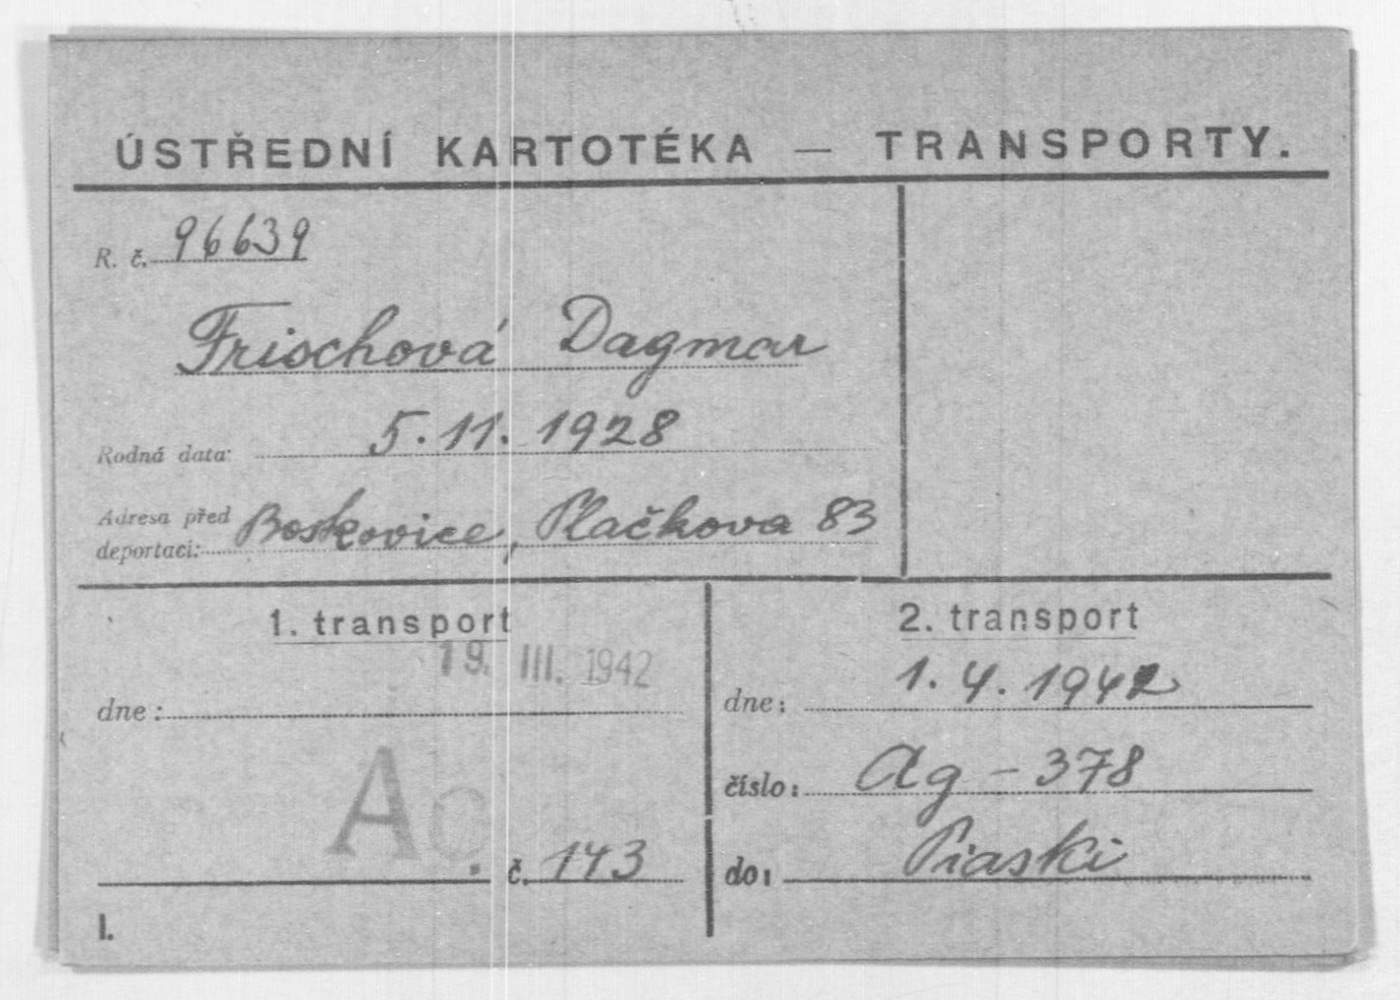 ÚSTŘEDNÍ KARTOTÉKA — TRANSPORTY.
R. č. 96639
Frischová Dagmar
Rodná data: 5. 11. 1928
Adresa před
deportací: Boskovice, Plačkova 83
1. transport
19. III. 1942
dne:
Ac
č. 143
I.
2. transport
dne: 1. 4. 1942
číslo: Ag - 378
do: Piaski